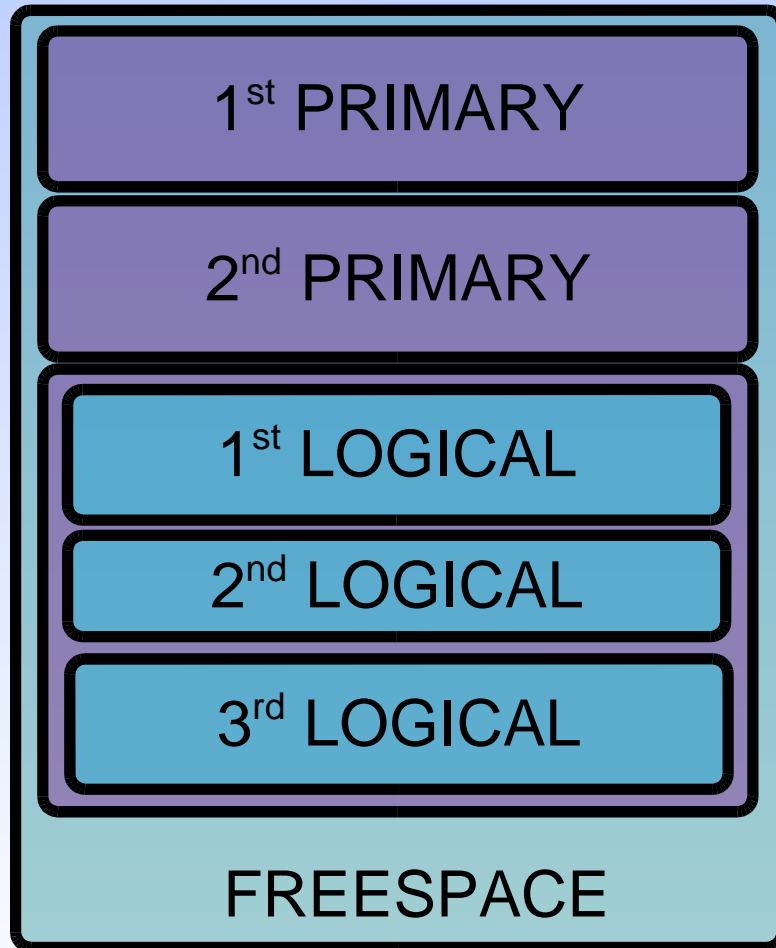 1st PRIMARY
2nd PRIMARY
1st LOGICAL
2nd LOGICAL
3rd LOGICAL
FREESPACE